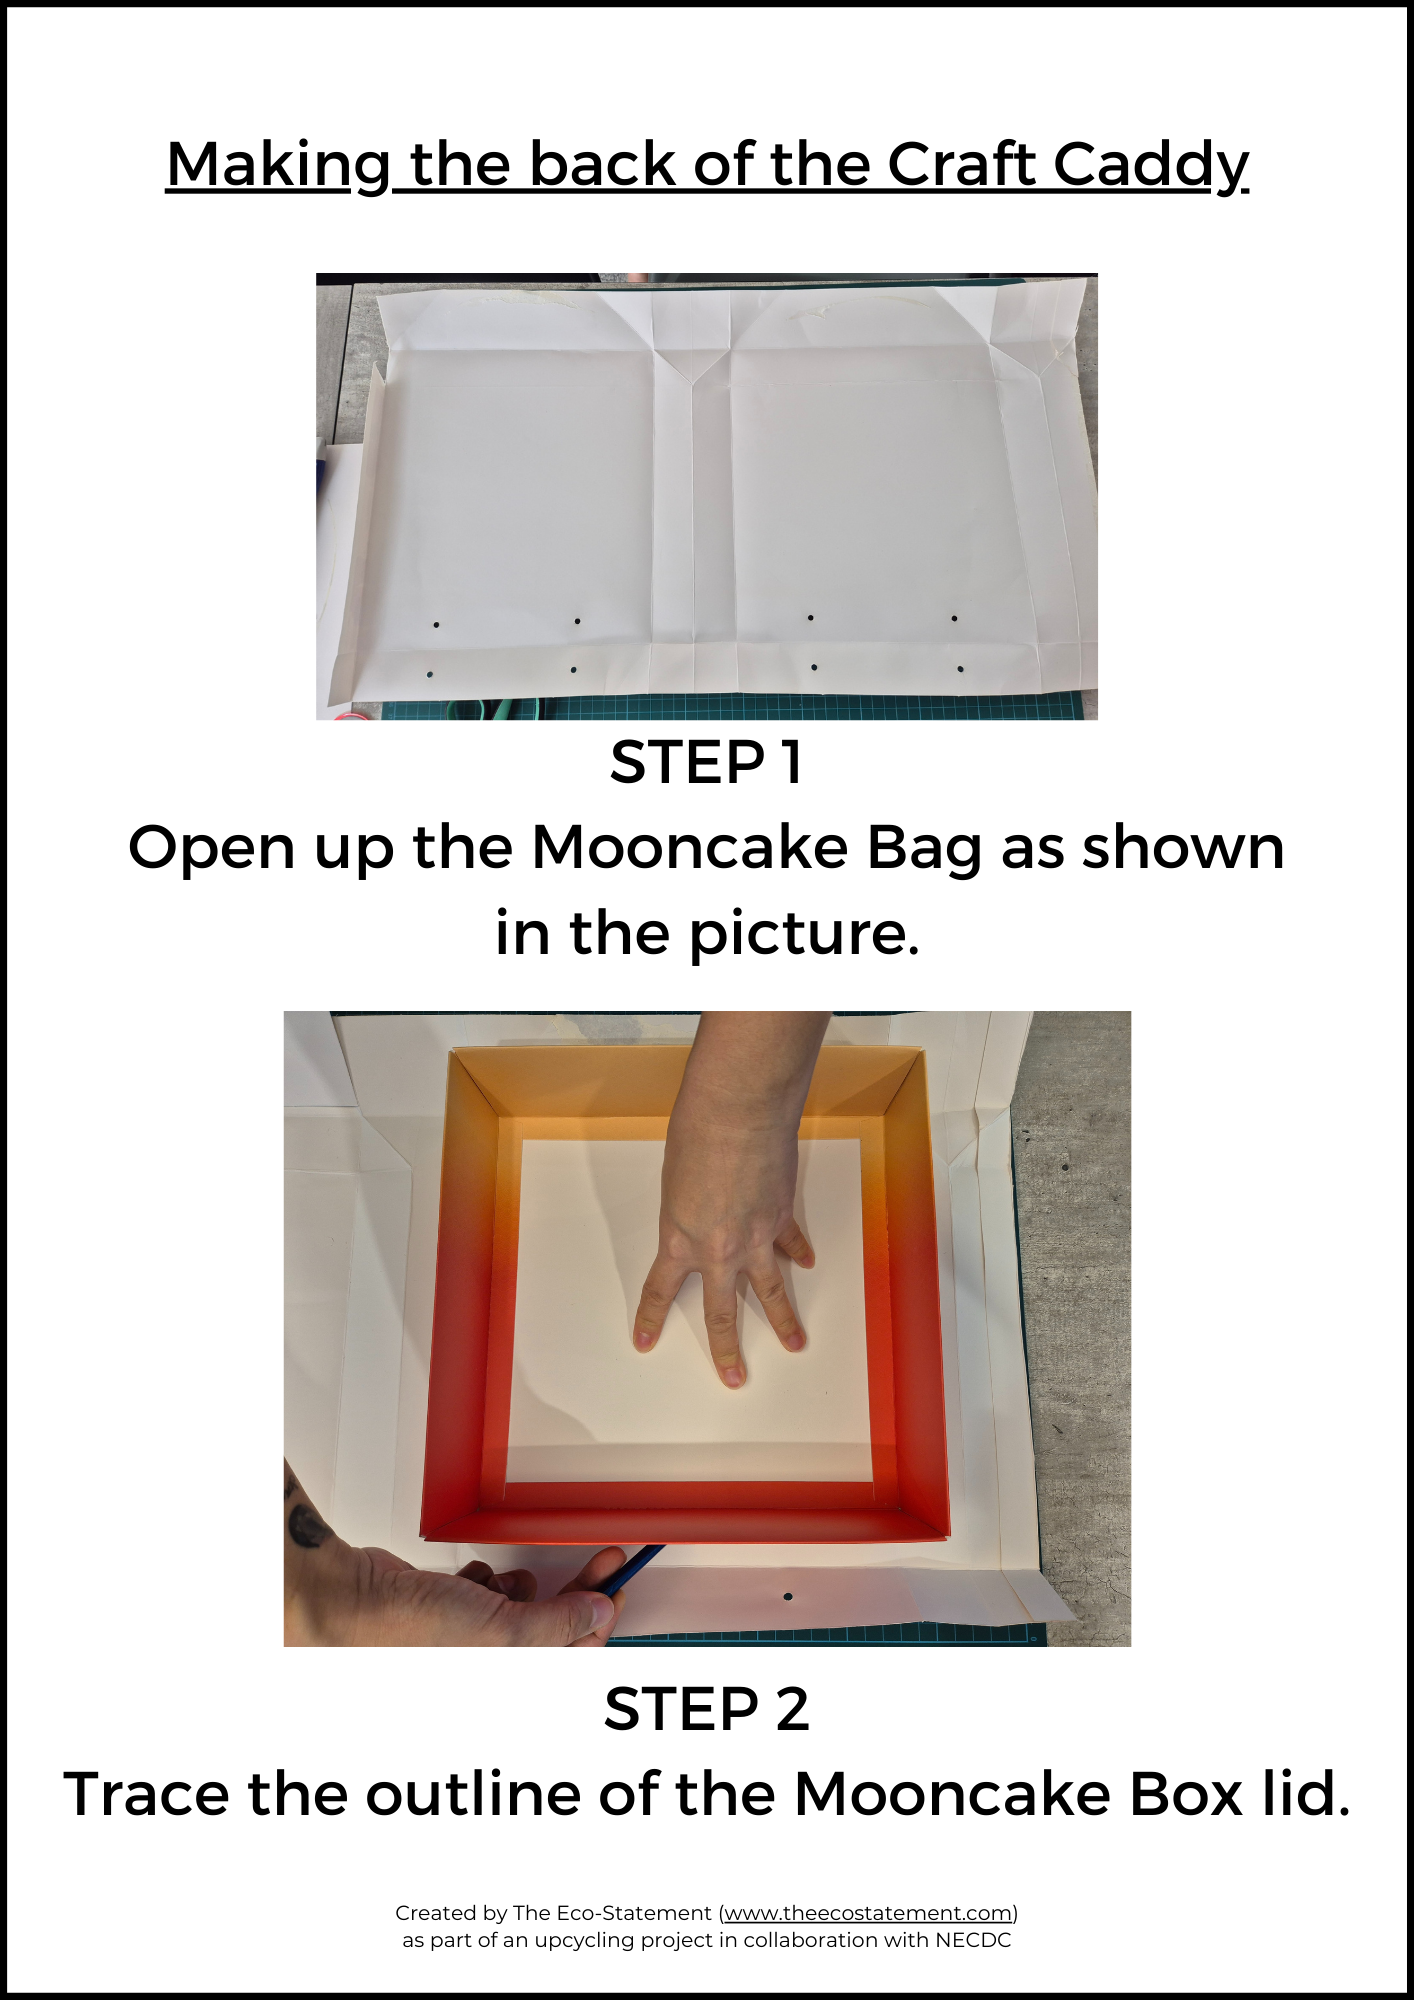 Making the back of the Craft Caddy
STEP 1
Open up the Mooncake Bag as shown
in the picture.
STEP 2
Trace the outline of the Mooncake Box lid.
Created by The Eco-Statement (www.theecostatement.com)
as part of an upcycling project in collaboration with NECDC